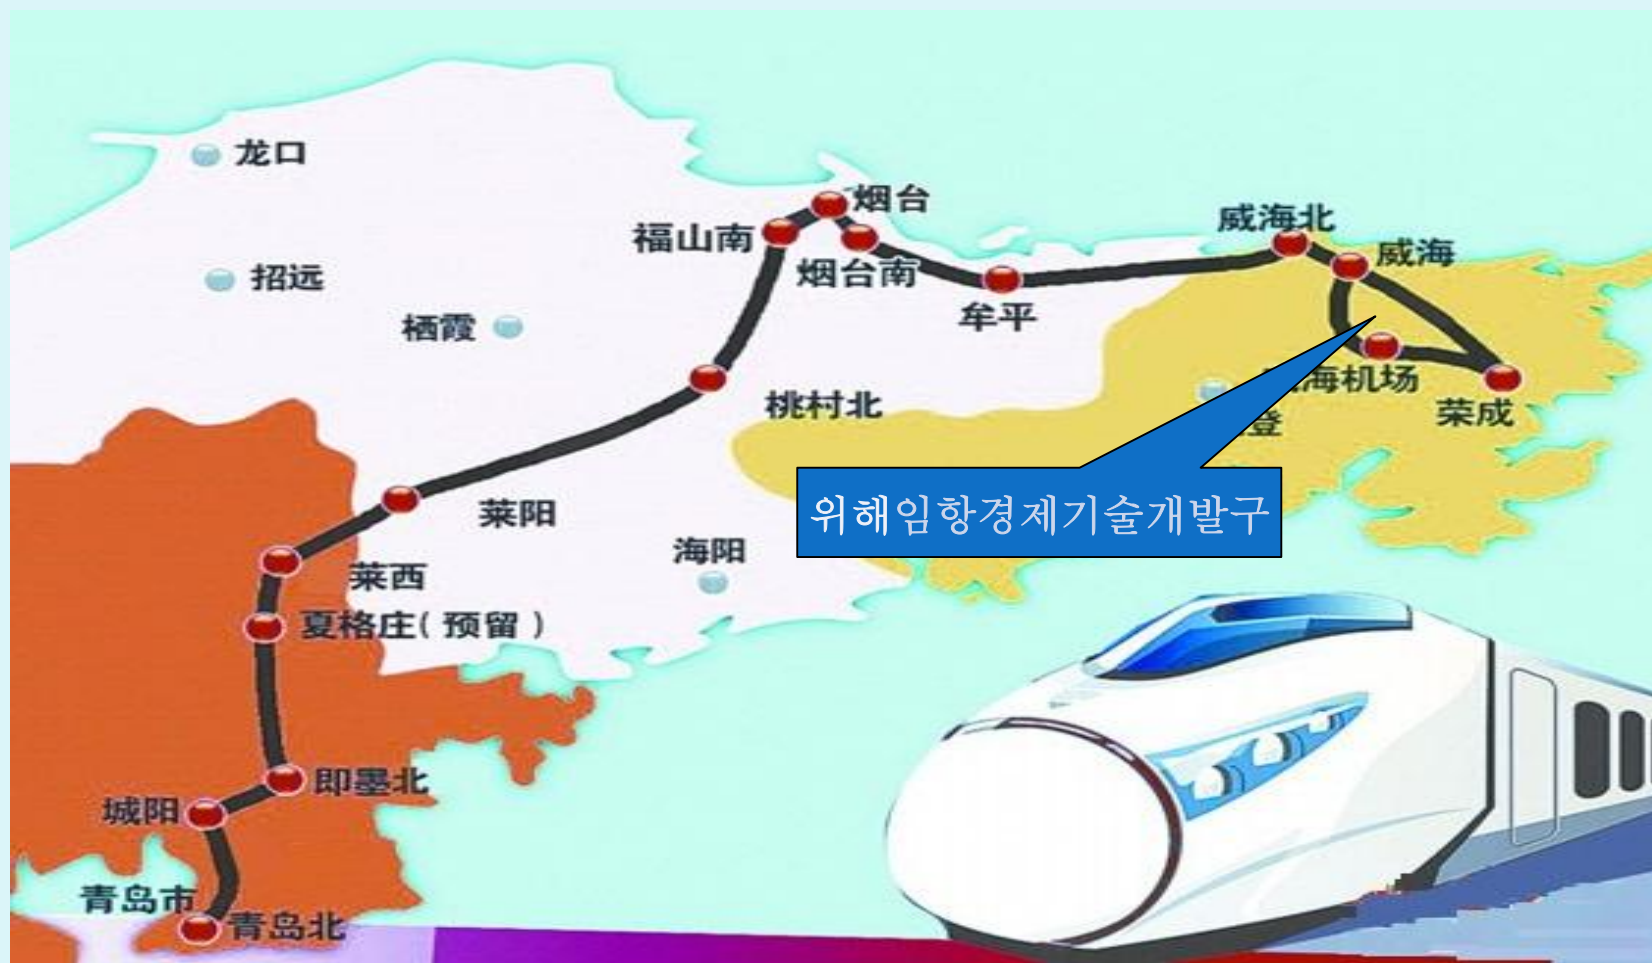 龙口
烟台
威海北
福山南
威海
烟台南
招远
牟平
栖霞
海机场
桃村北
荣成
登
위해임항경제기술개발구
莱阳
海阳
莱西
夏格庄(预留)
即墨北
城阳
青岛市
青岛北